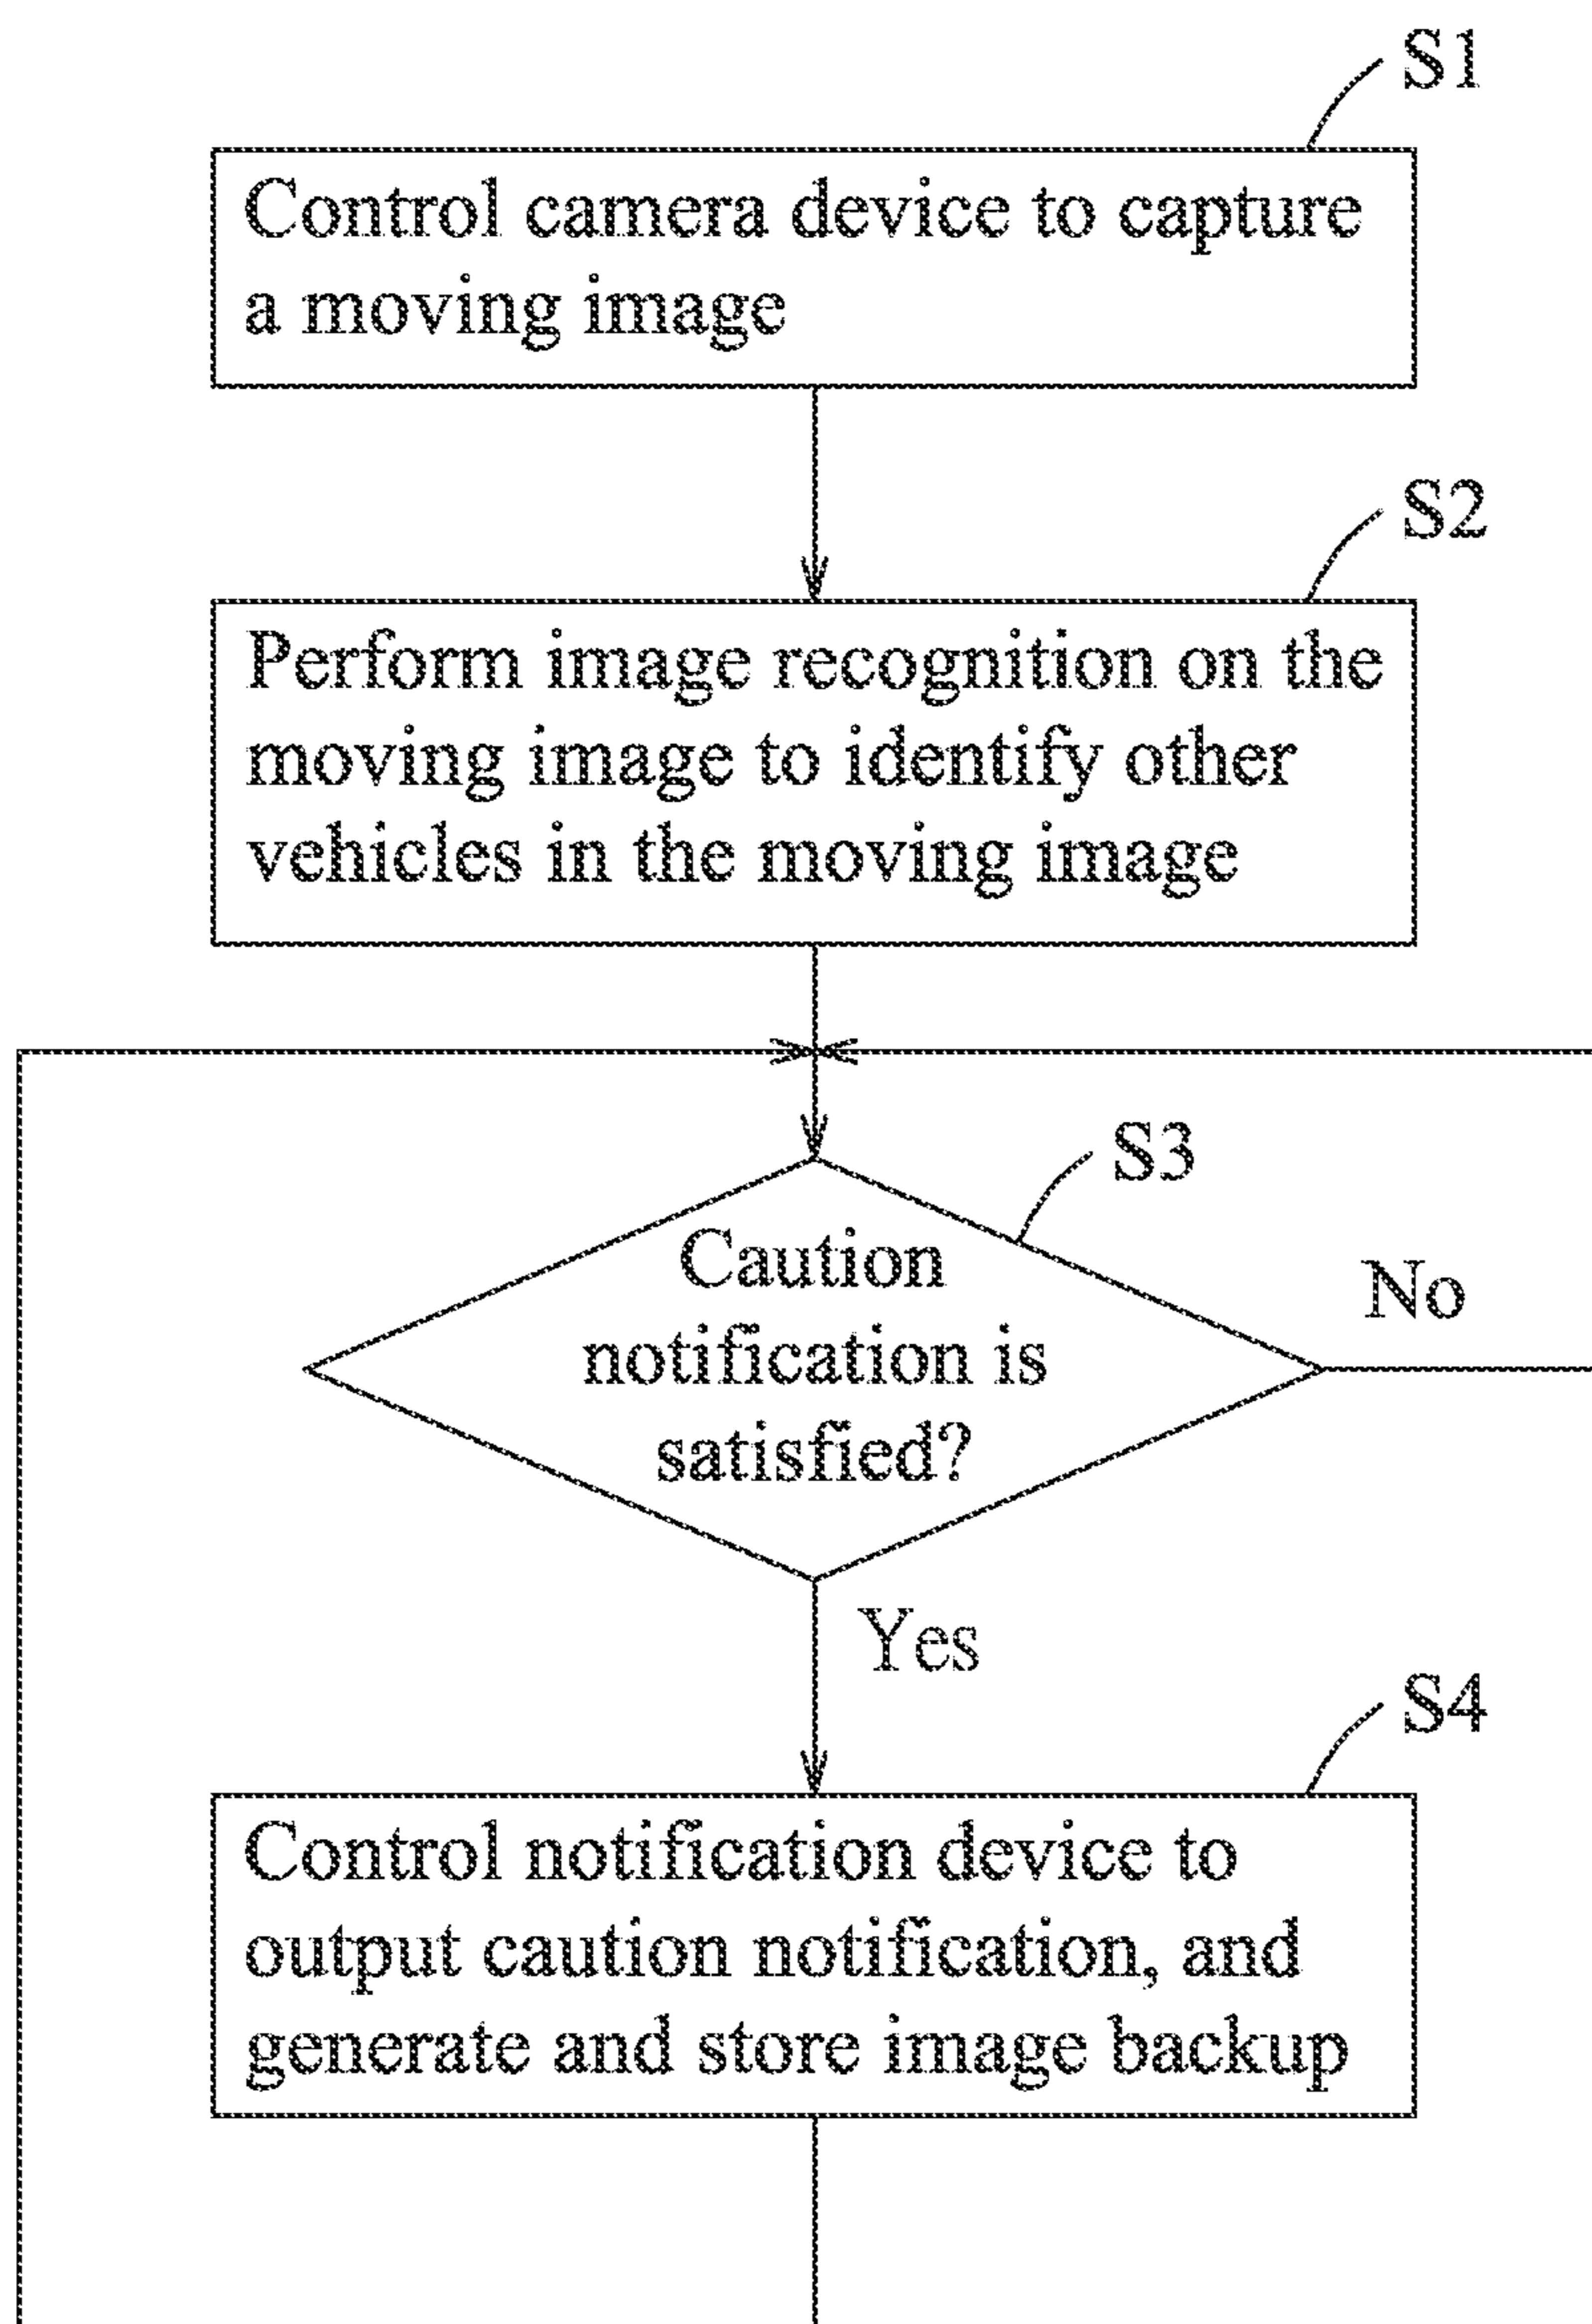 S1
Control camera device to capture
a moving image
S2
Perform image recognition on the
moving image to identify other
vehicles in the moving image
S3
Caution
notification is
satisfied?
No
Yes
S4
Control notification device to
output caution notification, and
generate and store image backup